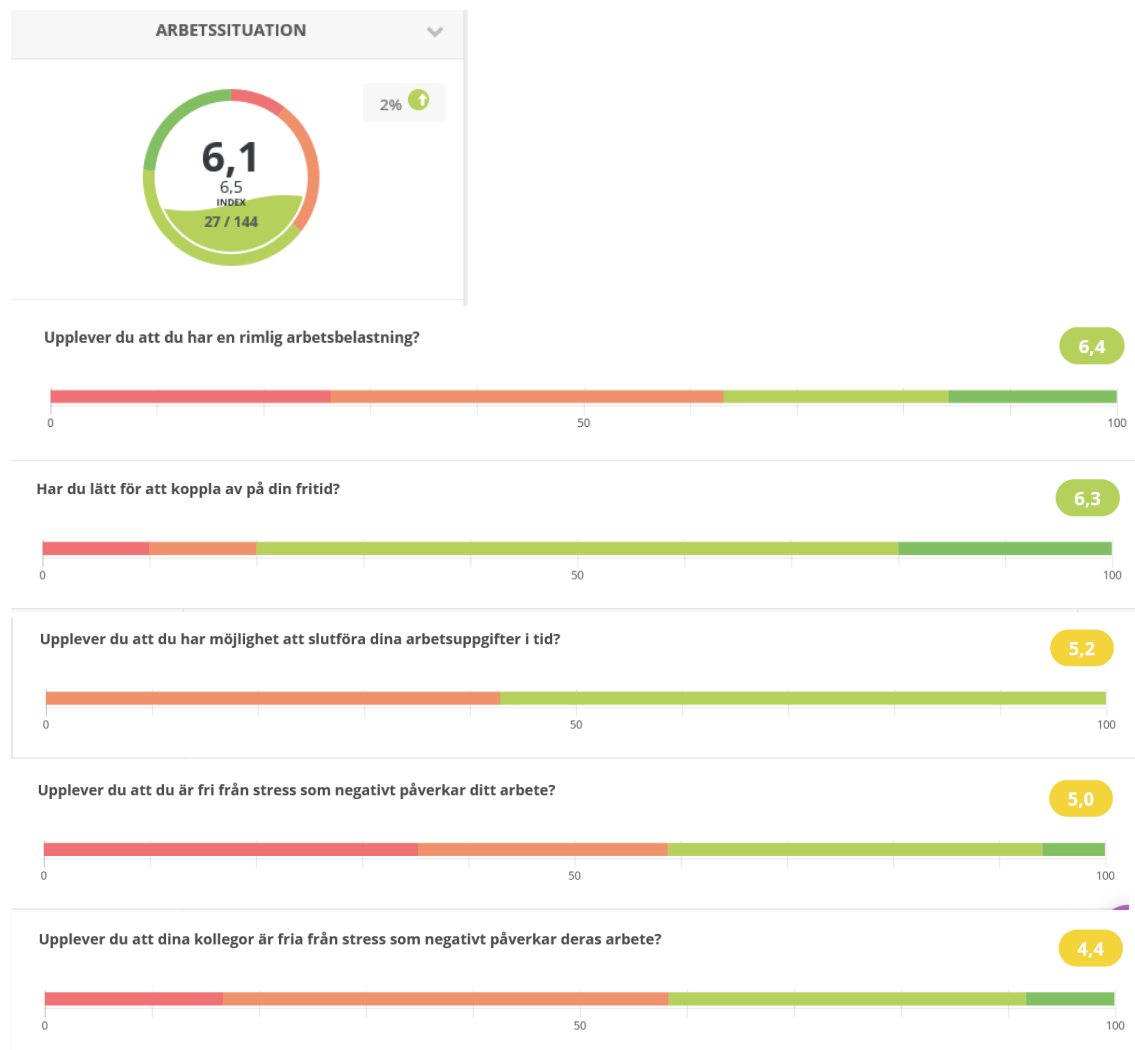 ARBETSSITUATION
2%
6,1
6,5
INDEX
27 / 144
Upplever du att du har en rimlig arbetsbelastning?
6,4
0 50 100
Har du lätt för att koppla av på din fritid?
6,3
0 50 100
Upplever du att du har möjlighet att slutföra dina arbetsuppgifter i tid?
5,2
0 50 100
Upplever du att du är fri från stress som negativt påverkar ditt arbete?
5,0
0 50 100
Upplever du att dina kollegor är fria från stress som negativt påverkar deras arbete?
4,4
0 50 100